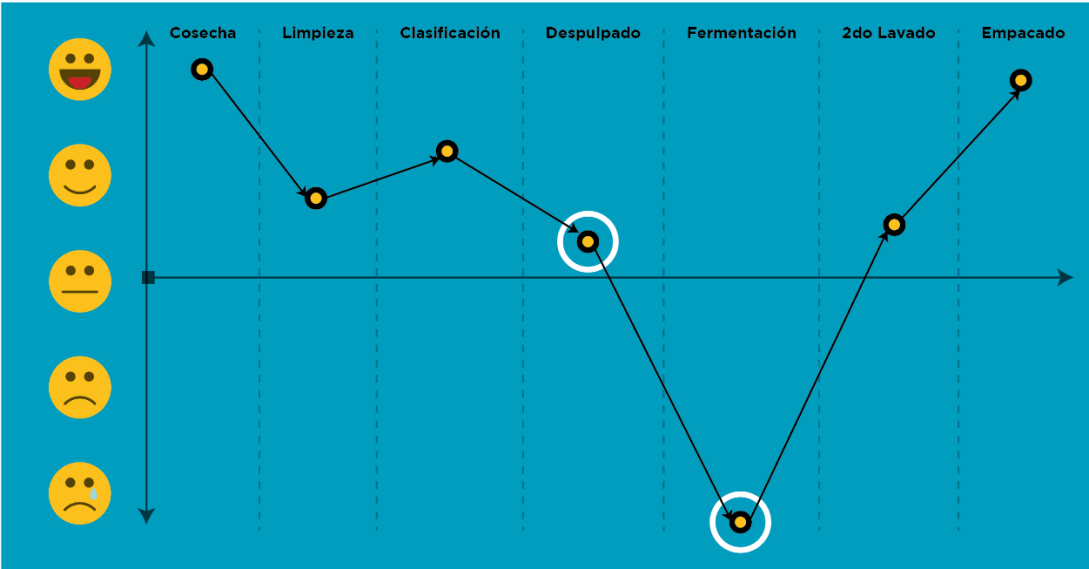 Cosecha
Limpieza
Clasificación
Despulpado
Fermentación
2do Lavado
Empacado